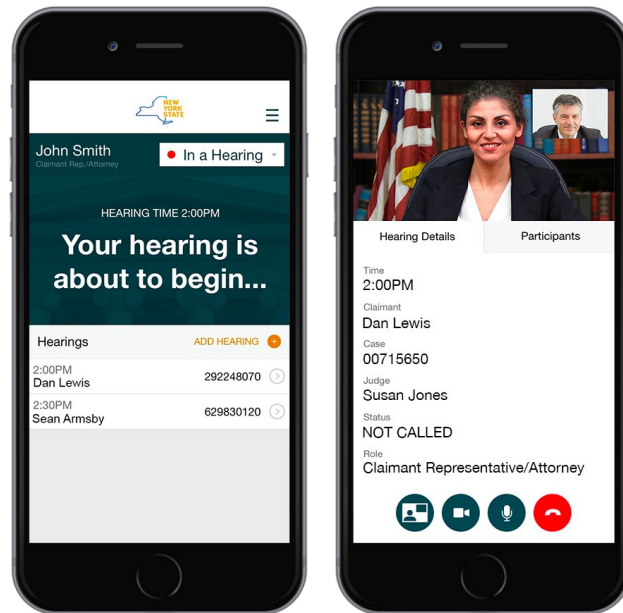 NEW
YORK
STATE
John Smith
Claimant Rep./Attorney
In a Hearing
HEARING TIME 2:00PM
Your hearing is
about to begin...
Hearings
ADD HEARING
2:00PM
Dan Lewis
292248070
2:30PM
Sean Armsby
629830120
Hearing Details
Participants
Time
2:00PM
Claimant
Dan Lewis
Case
00715650
Judge
Susan Jones
Status
NOT CALLED
Role
Claimant Representative/Attorney